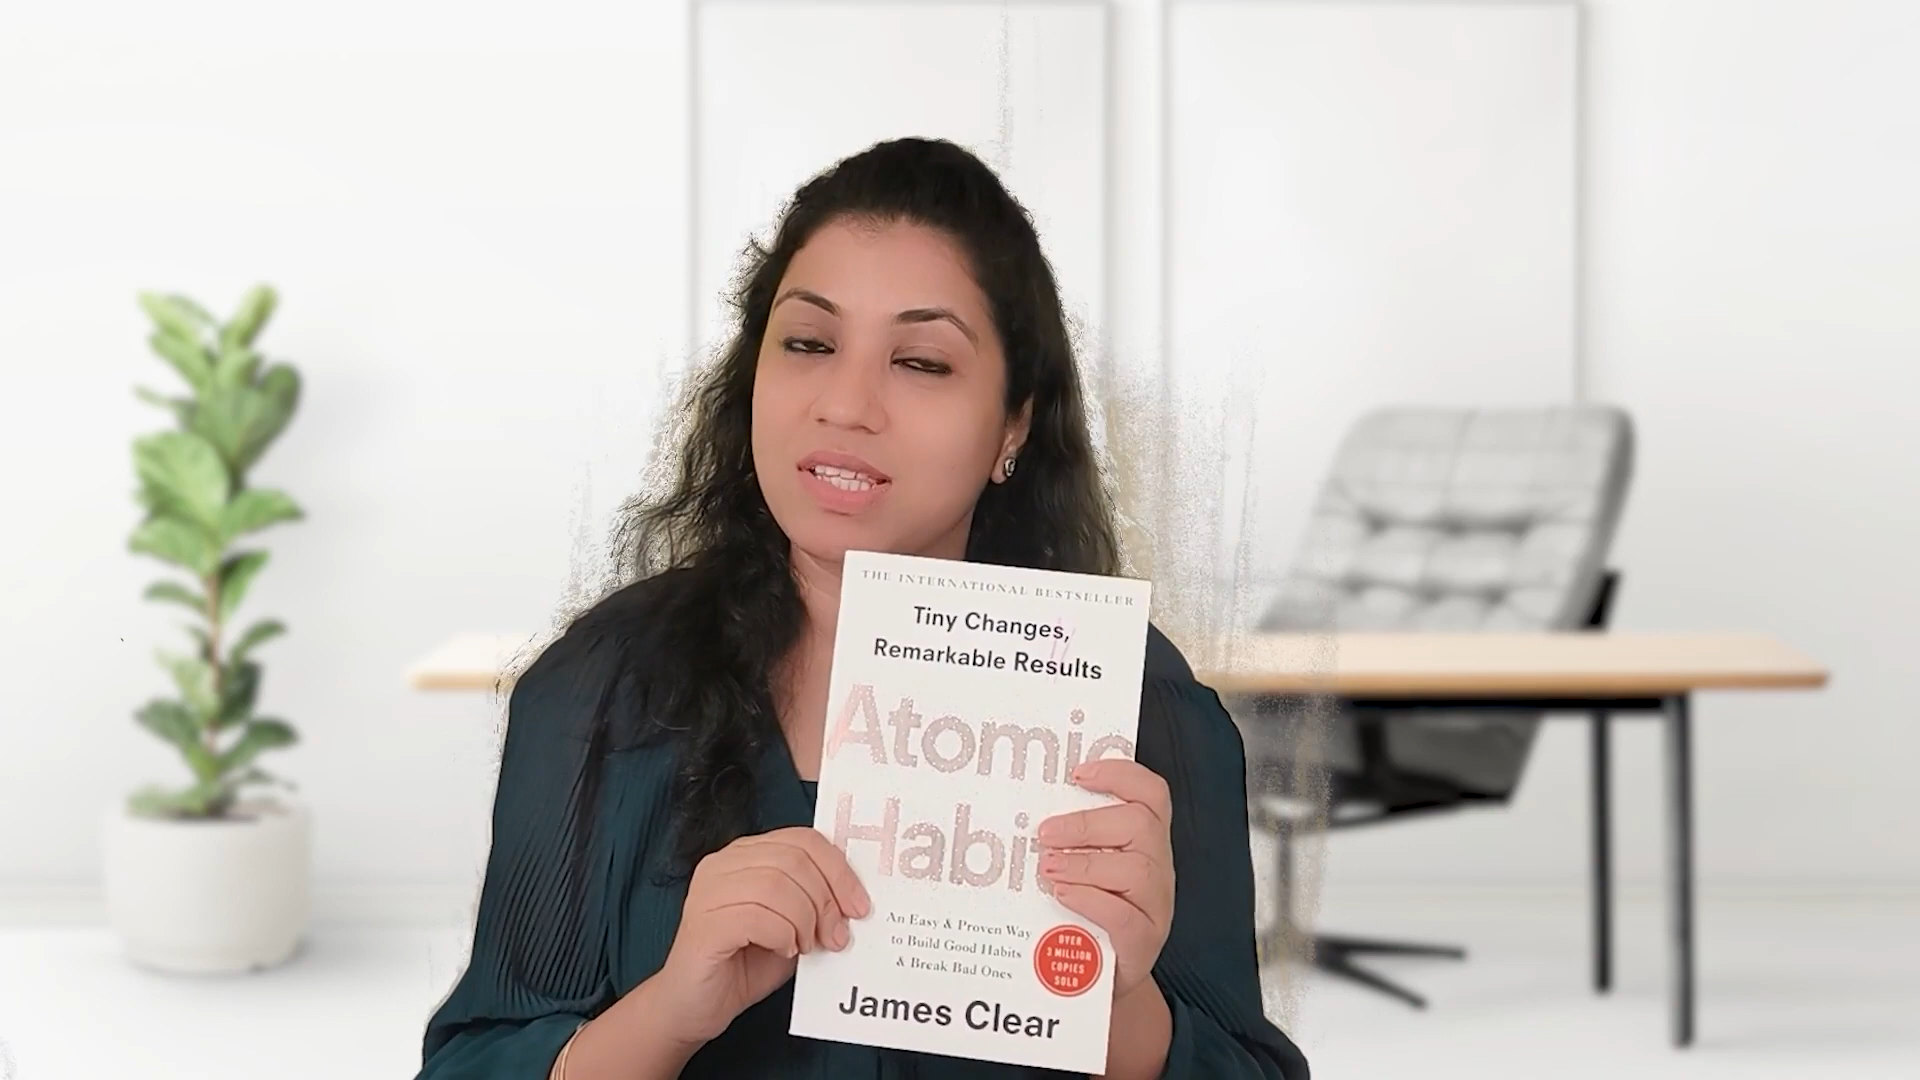 THE INTERNATIONAL BESTSELLER
Tiny Changes,
Remarkable Results
Atomic
Habit
An Easy & Proven Way
to Build Good Habits
& Break Bad Ones
OVER
3 MILLION
COPIES
SOLD
James Clear